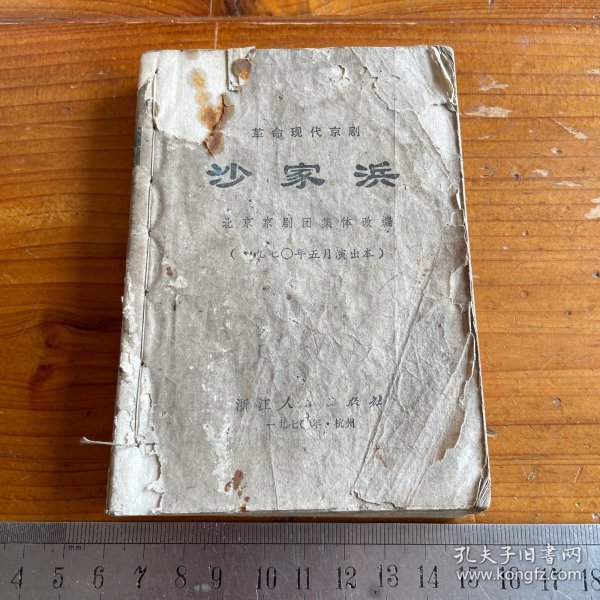 革命现代京剧
沙家浜
北京京剧团集体改编
(一九七〇年五月演出本)
浙江人 出版社
一九七〇年·杭州
4 5 6 7 8 9 10 11 12 13 14 15 16 17 18
孔夫子旧书网
www.kongfz.com